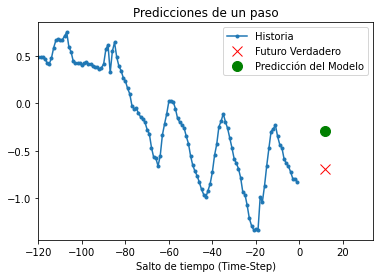 Predicciones de un paso
Historia
Futuro Verdadero
Predicción del Modelo
0.5
0.0
−0.5
−1.0
−120 −100 −80 −60 −40 −20 0 20
Salto de tiempo (Time-Step)